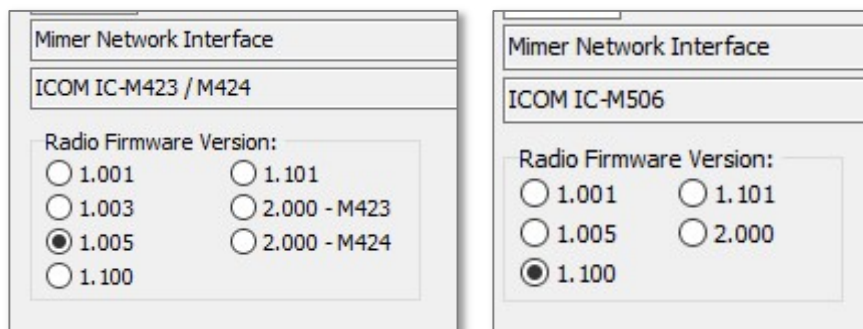 Mimer Network Interface
ICOM IC-M423 / M424
Radio Firmware Version:
1.001
1.101
1.003
2.000 - M423
1.005
2.000 - M424
1.100
Mimer Network Interface
ICOM IC-M506
Radio Firmware Version:
1.001
1.101
1.005
2.000
1.100